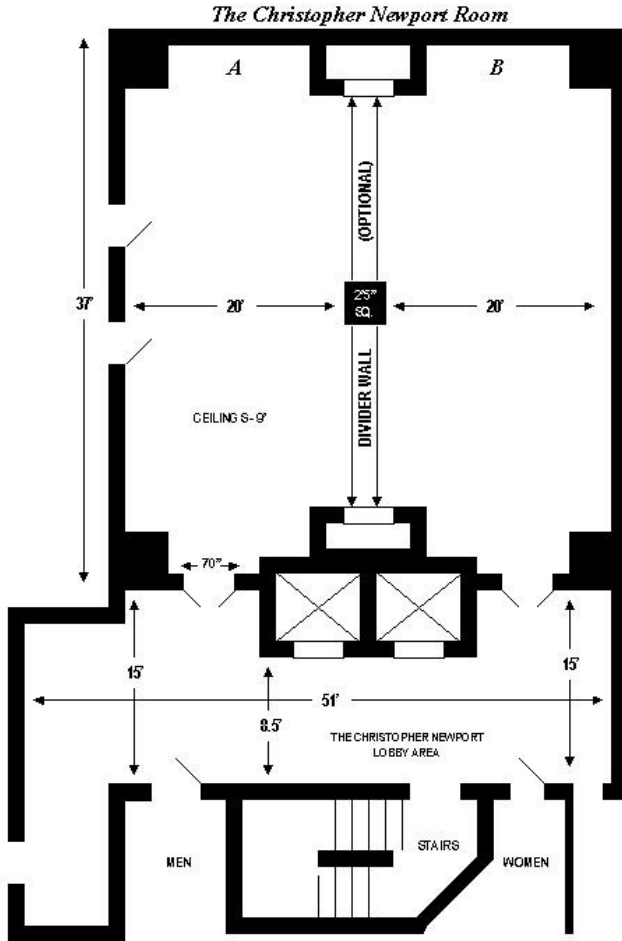 The Christopher Newport Room
A
B
(OPTIONAL)
37'
20'
2'5"
SQ.
20'
DIVIDER WALL
CEILING S- 9'
70"
15'
15'
51'
8.5'
THE CHRISTOPHER NEWPORT
LOBBY AREA
STAIRS
MEN
WOMEN